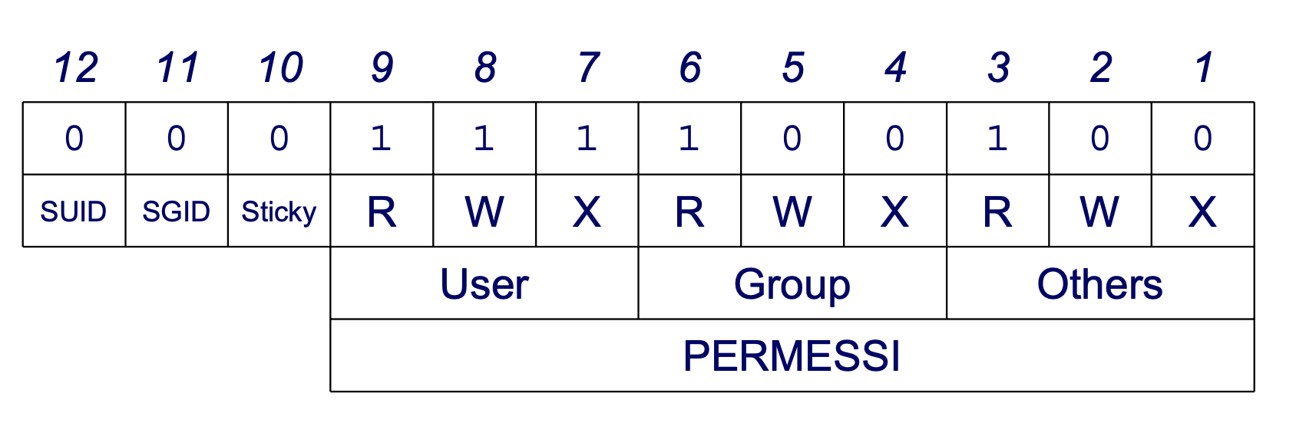 12 11 10 9 8 7 6 5 4 3 2 1
0 0 0 1 1 1 1 0 0 1 0 0
SUID SGID Sticky R W X R W X R W X
User Group Others
PERMESSI